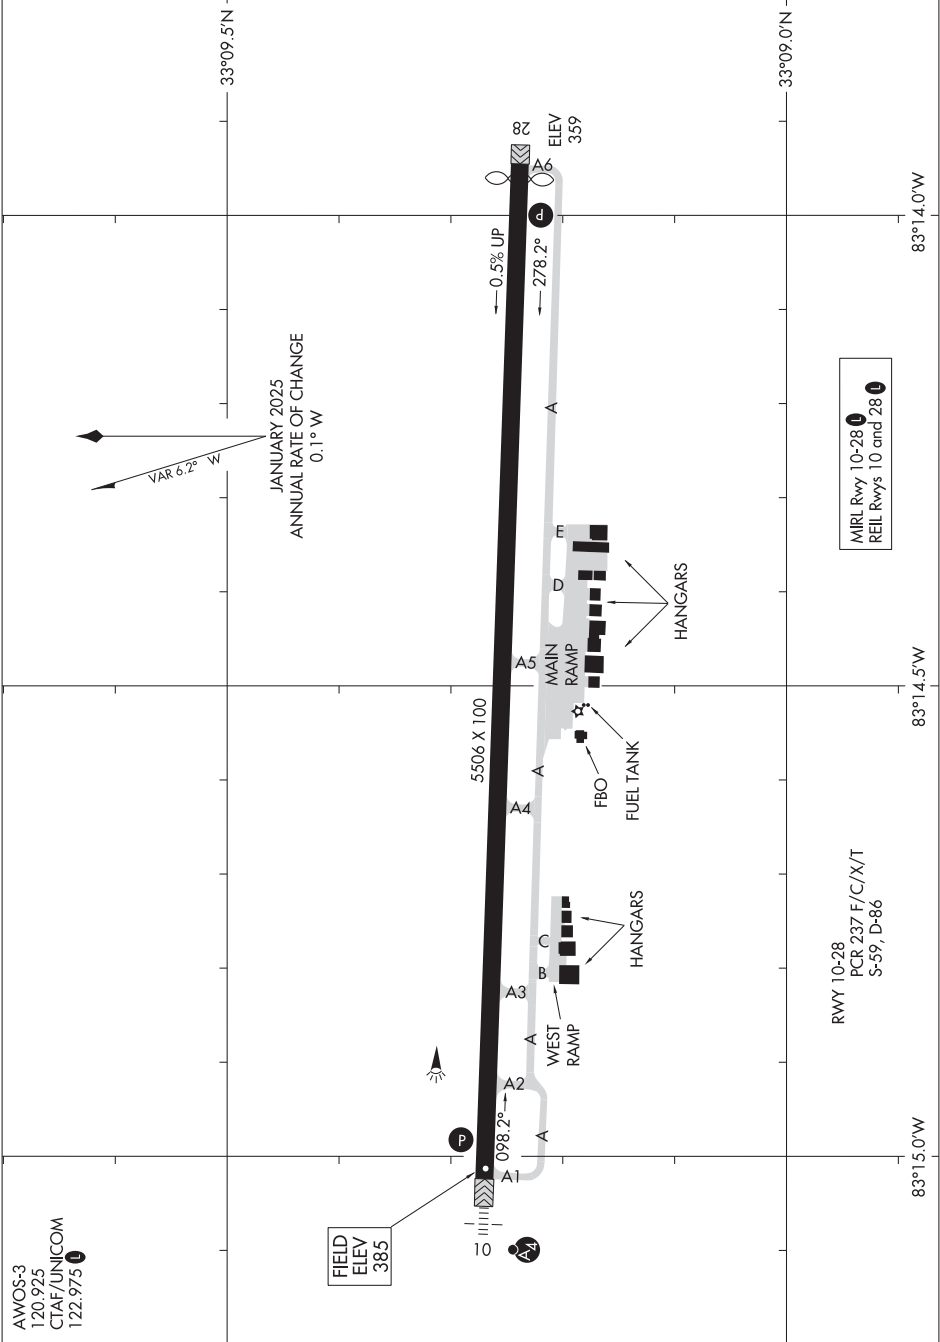 AWOS-3
120.925
CTAF/UNICOM
122.975 L
33°09.5'N
33°09.0'N
JANUARY 2025
ANNUAL RATE OF CHANGE
0.1° W
VAR 6.2° W
FIELD
ELEV
385
10
A4
P
098.2°
A1
A
A2
A
A3
WEST
RAMP
B
C
HANGARS
A4
5506 X 100
A
FBO
FUEL TANK
A5
MAIN
RAMP
D
E
HANGARS
A
0.5% UP
278.2°
P
A6
28
ELEV
359
RWY 10-28
PCR 237 F/C/X/T
S-59, D-86
MIRL Rwy 10-28 L
REIL Rwys 10 and 28 L
83°15.0'W
83°14.5'W
83°14.0'W